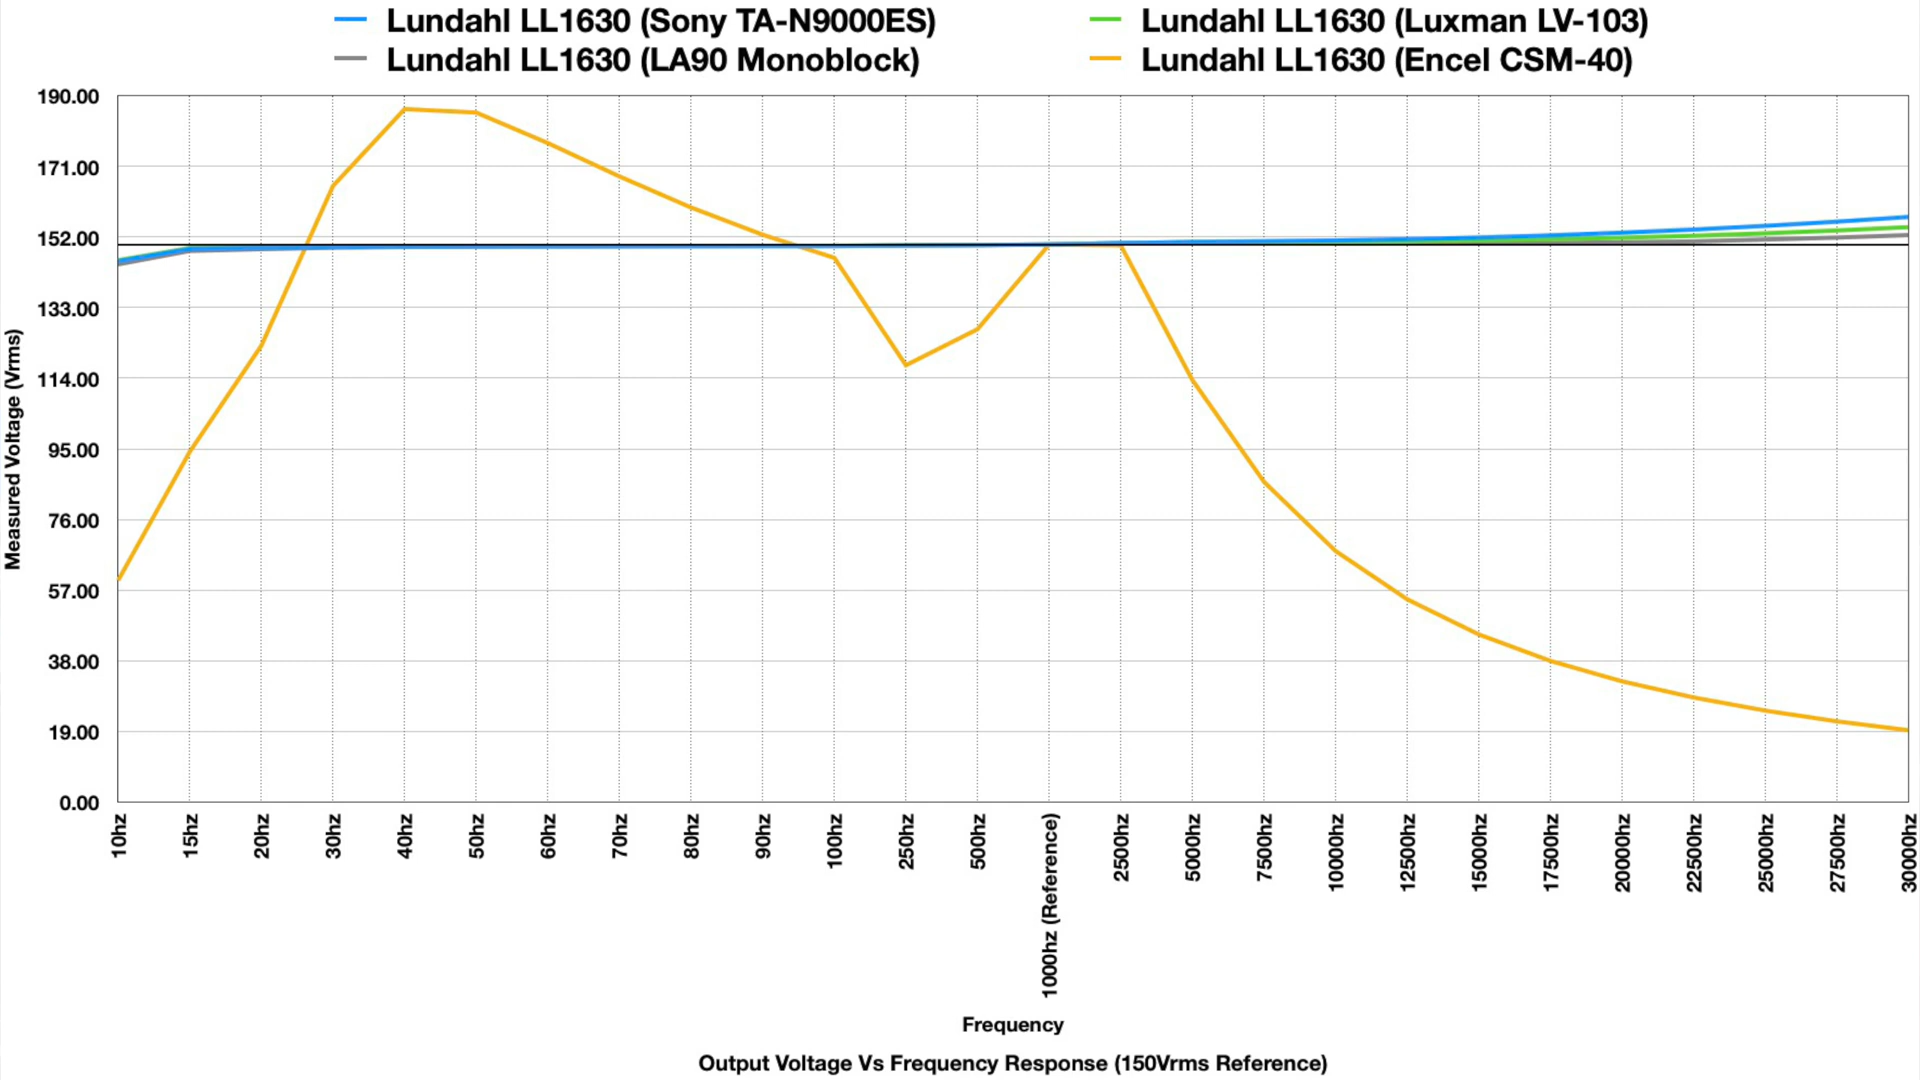 Lundahl LL1630 (Sony TA-N9000ES)
Lundahl LL1630 (Luxman LV-103)
Lundahl LL1630 (LA90 Monoblock)
Lundahl LL1630 (Encel CSM-40)
190.00
171.00
152.00
133.00
114.00
95.00
76.00
57.00
38.00
19.00
0.00
Measured Voltage (Vrms)
10hz
15hz
20hz
30hz
40hz
50hz
60hz
70hz
80hz
90hz
100hz
250hz
500hz
1000hz (Reference)
2500hz
5000hz
7500hz
10000hz
12500hz
15000hz
17500hz
20000hz
22500hz
25000hz
27500hz
30000hz
Frequency
Output Voltage Vs Frequency Response (150Vrms Reference)